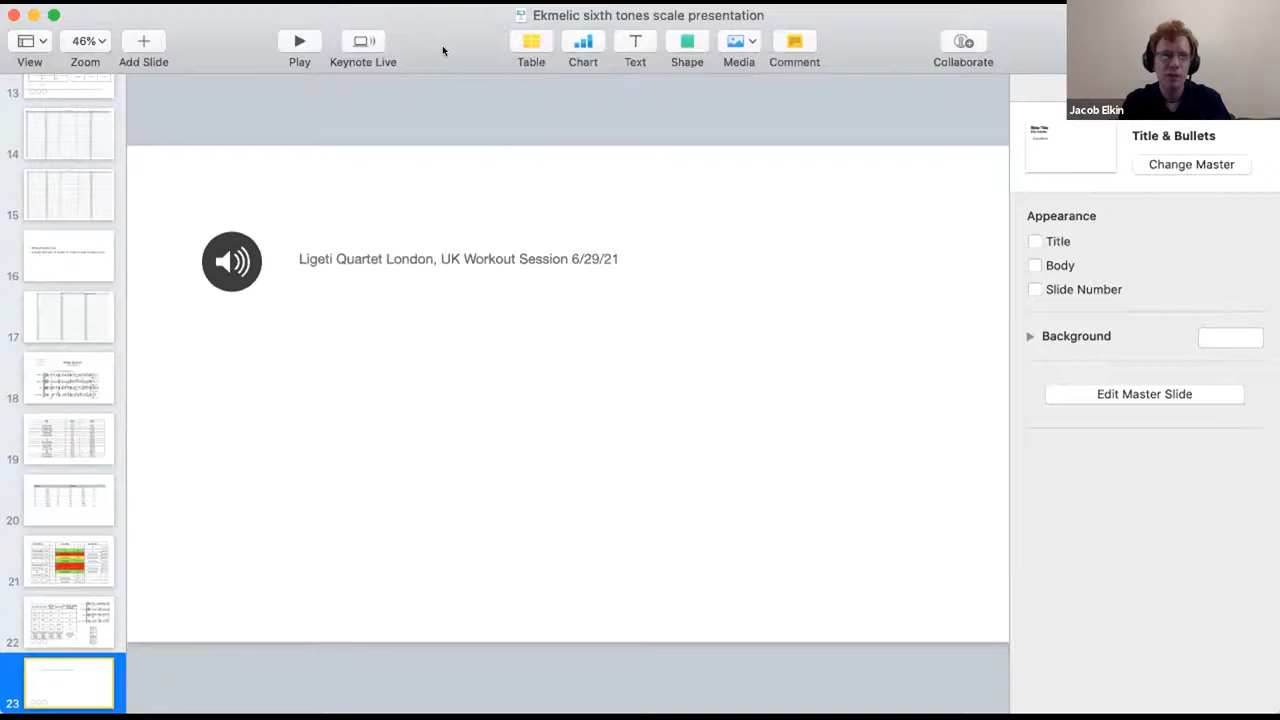 Ekmelic sixth tones scale presentation
46%
View
Zoom
Add Slide
Play
Keynote Live
Table
Chart
Text
Shape
Media
Comment
Collaborate
Jacob Elkin
13
14
15
16
17
18
19
20
21
22
23
Ligeti Quartet London, UK Workout Session 6/29/21
Title & Bullets
Change Master
Appearance
Title
Body
Slide Number
Background
Edit Master Slide